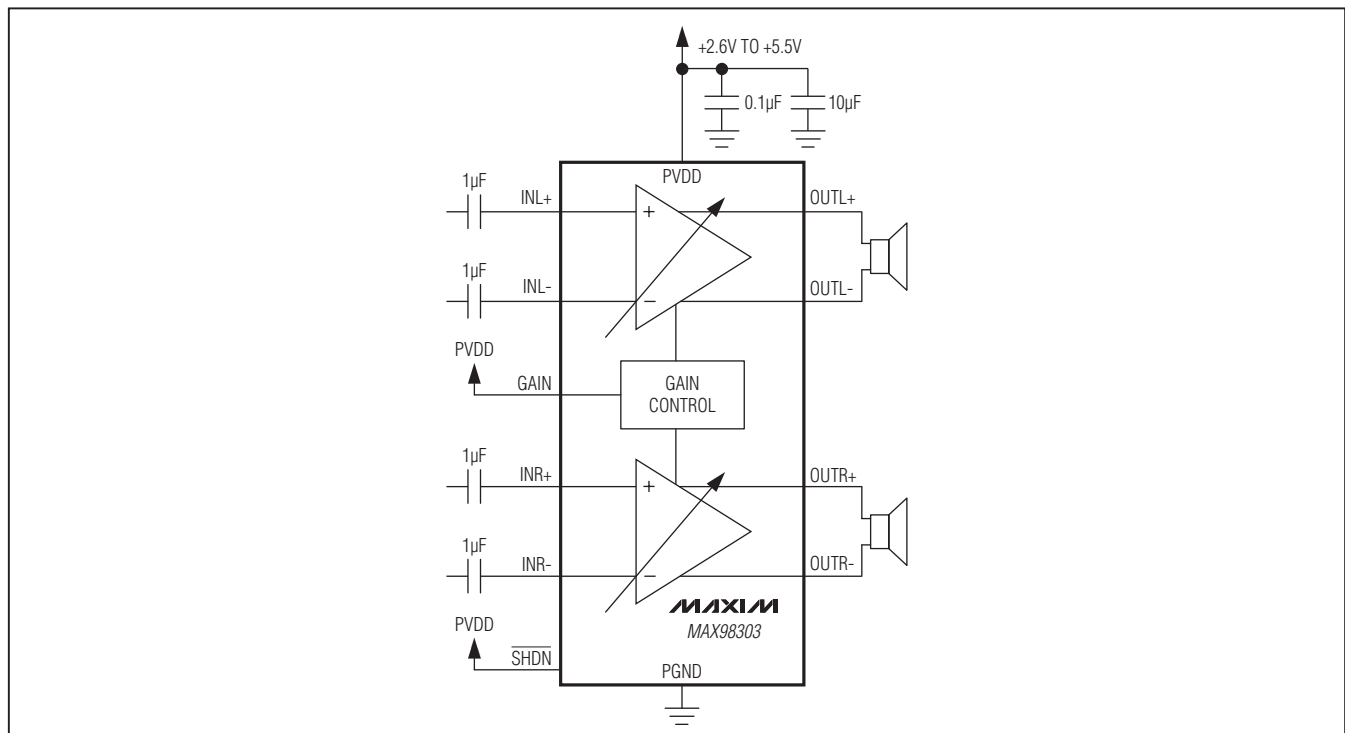 +2.6V TO +5.5V
0.1µF
10µF
PVDD
1µF
INL+
+
OUTL+
1µF
INL-
−
OUTL-
PVDD
GAIN
GAIN
CONTROL
1µF
INR+
+
OUTR+
1µF
INR-
−
OUTR-
MAXIM
MAX98303
PVDD
SHDN
PGND